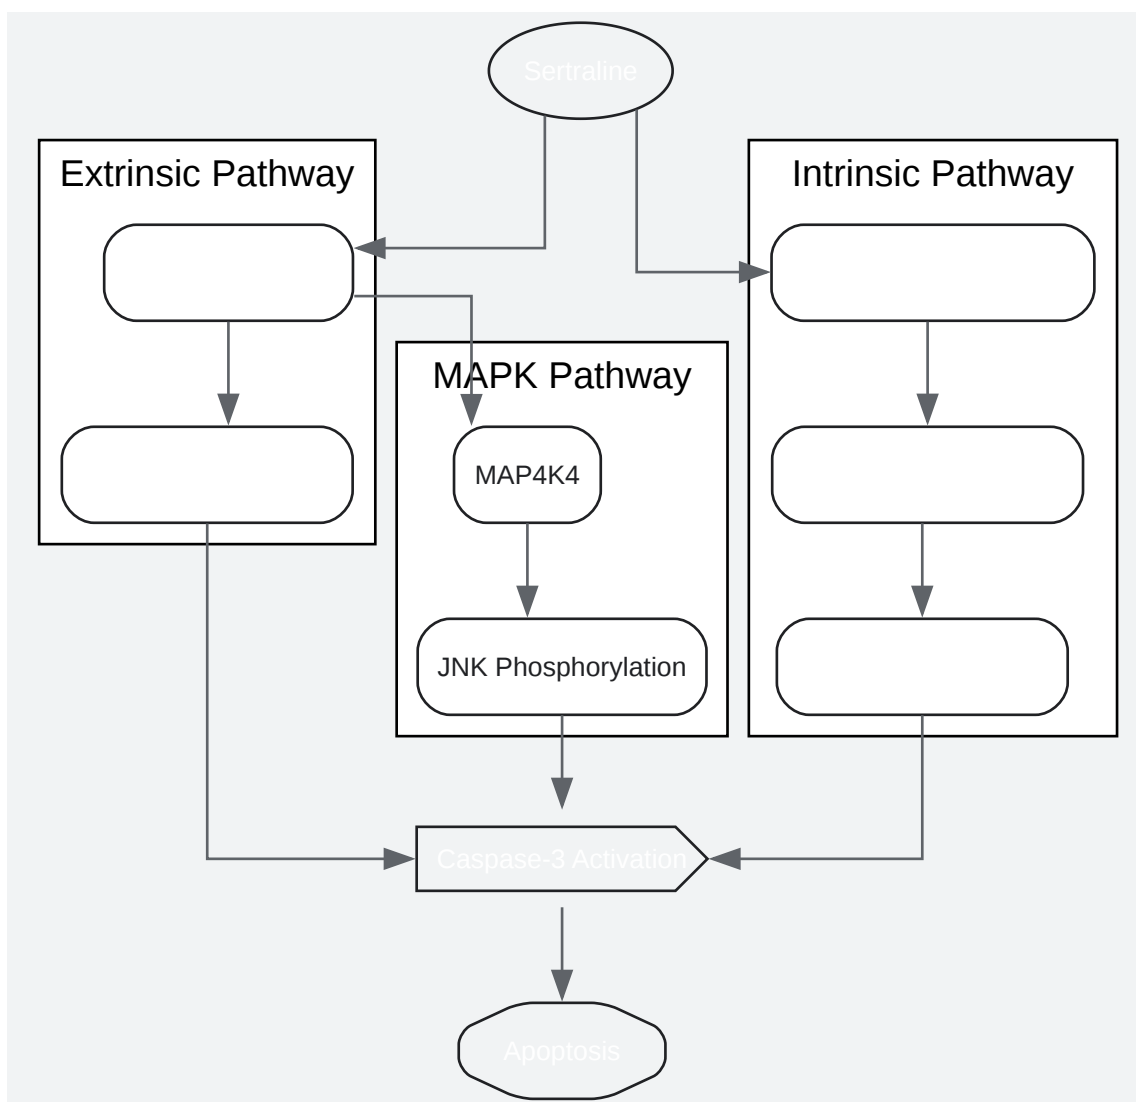 Sertraline
Extrinsic Pathway
Intrinsic Pathway
MAPK Pathway
MAP4K4
JNK Phosphorylation
Caspase-3 Activation
Apoptosis